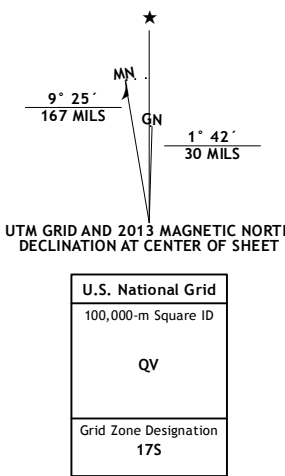 ★
MN
GN
9° 25´
167 MILS
1° 42´
30 MILS
UTM GRID AND 2013 MAGNETIC NORTH
DECLINATION AT CENTER OF SHEET
U.S. National Grid
100,000-m Square ID
QV
Grid Zone Designation
17S